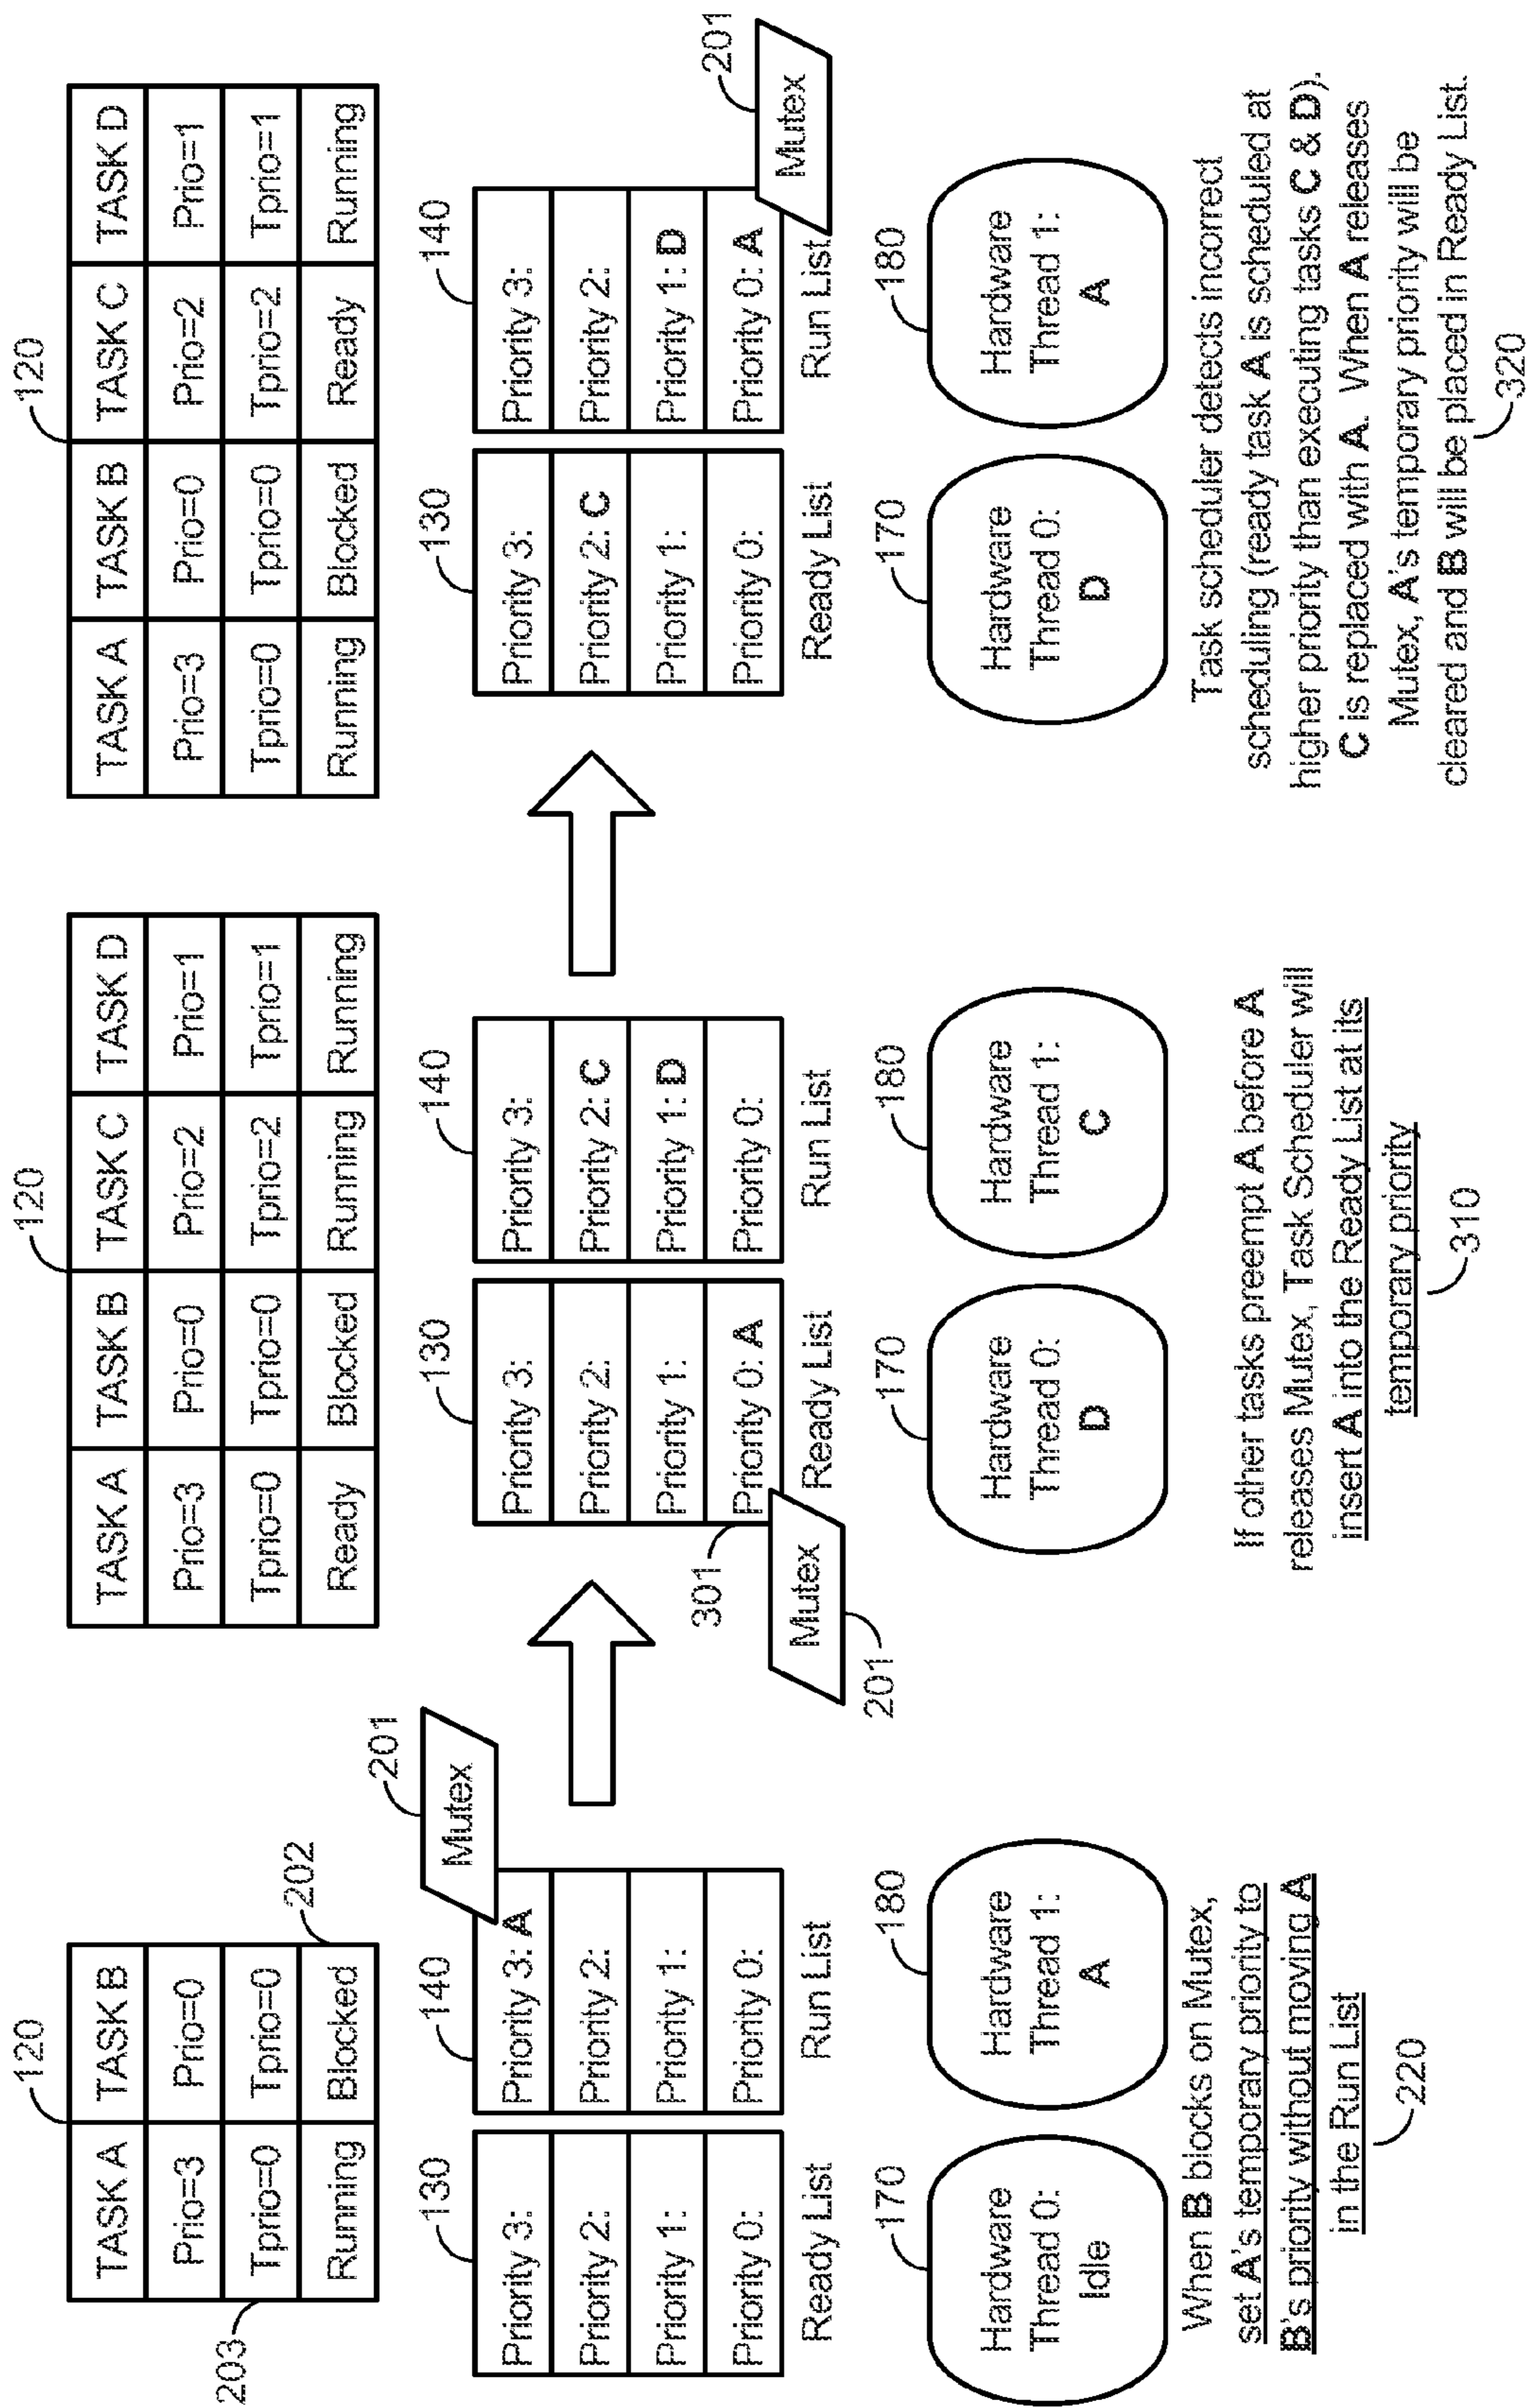 120
TASK A TASK B
Prio=3 Prio=0
Tprio=0 Tprio=0
Running Blocked
203
202
201
Mutex
130
140
Priority 3: Priority 3: A
Priority 2: Priority 2:
Priority 1: Priority 1:
Priority 0: Priority 0:
Ready List Run List
170
180
Hardware Hardware
Thread 0: Thread 1:
Idle A
When B blocks on Mutex,
set A's temporary priority to
B's priority without moving A
in the Run List
220
120
TASK A TASK B TASK C TASK D
Prio=3 Prio=0 Prio=2 Prio=1
Tprio=0 Tprio=0 Tprio=2 Tprio=1
Ready Blocked Running Running
130
140
Priority 3: Priority 3:
Priority 2: Priority 2: C
Priority 1: Priority 1: D
Priority 0: A Priority 0:
301
Mutex
201
Ready List Run List
170
180
Hardware Hardware
Thread 0: Thread 1:
D C
If other tasks preempt A before A
releases Mutex, Task Scheduler will
insert A into the Ready List at its
temporary priority
310
120
TASK A TASK B TASK C TASK D
Prio=3 Prio=0 Prio=2 Prio=1
Tprio=0 Tprio=0 Tprio=2 Tprio=1
Running Blocked Ready Running
130
140
Priority 3: Priority 3:
Priority 2: C Priority 2:
Priority 1: Priority 1: D
Priority 0: Priority 0: A
201
Mutex
Ready List Run List
170
180
Hardware Hardware
Thread 0: Thread 1:
D A
Task scheduler detects incorrect
scheduling (ready task A is scheduled at
higher priority than executing tasks C & D).
C is replaced with A. When A releases
Mutex, A's temporary priority will be
cleared and B will be placed in Ready List.
320